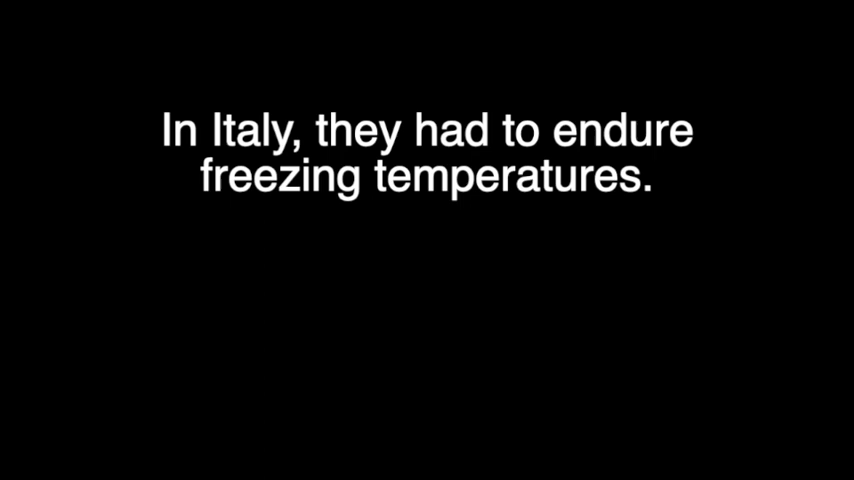 In Italy, they had to endure
freezing temperatures.